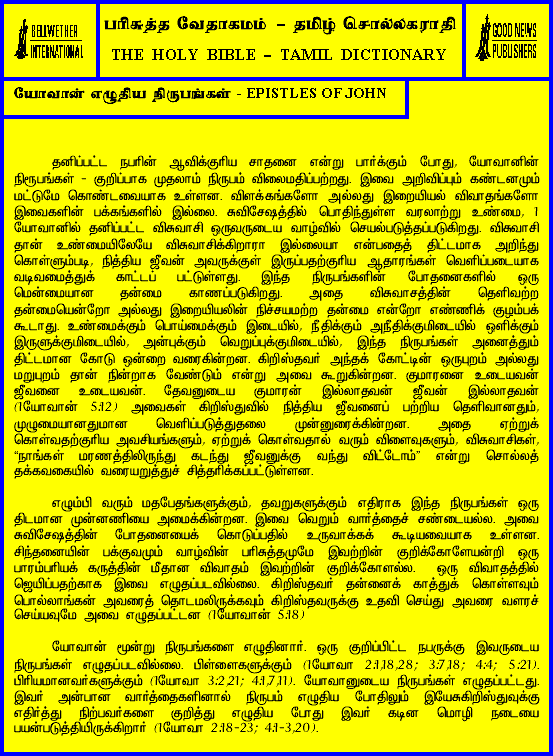 BELLWETHER
INTERNATIONAL
பரிசுத்த வேதாகமம் – தமிழ் சொல்லகராதி
THE HOLY BIBLE – TAMIL DICTIONARY
GOOD NEWS
PUBLISHERS
யோவான் எழுதிய நிருபங்கள் - EPISTLES OF JOHN
தனிப்பட்ட நபரின் ஆவிக்குரிய சாதனை என்று பார்க்கும் போது, யோவானின்
நிரூபங்கள் - குறிப்பாக முதலாம் நிருபம் விலைமதிப்பற்றது. இவை அறிவிப்பும் கண்டனமும்
மட்டுமே கொண்டவையாக உள்ளன. விளக்கங்களோ அல்லது இறையியல் விவாதங்களோ
இவைகளின் பக்கங்களில் இல்லை. சுவிசேஷத்தில் பொதிந்துள்ள வரலாற்று உண்மை, 1
யோவானில் தனிப்பட்ட விசுவாசி ஒருவருடைய வாழ்வில் செயல்படுத்தப்படுகிறது. விசுவாசி
தான் உண்மையிலேயே விசுவாசிக்கிறாரா இல்லையா என்பதைத் திட்டமாக அறிந்து
கொள்ளும்படி, நித்திய ஜீவன் அவருக்குள் இருப்பதற்குரிய ஆதாரங்கள் வெளிப்படையாக
வடிவமைத்துக் காட்டப் பட்டுள்ளது. இந்த நிருபங்களின் போதனைகளில் ஒரு
மென்மையான தன்மை காணப்படுகிறது. அதை விசுவாசத்தின் தெளிவற்ற
தன்மையென்றோ அல்லது இறையியலின் நிச்சயமற்ற தன்மை என்றோ எண்ணிக் குழம்பக்
கூடாது. உண்மைக்கும் பொய்மைக்கும் இடையில், நீதிக்கும் அநீதிக்குமிடையில் ஒளிக்கும்
இருளுக்குமிடையில், அன்புக்கும் வெறுப்புக்குமிடையில், இந்த நிருபங்கள் அனைத்தும்
திட்டமான கோடு ஒன்றை வரைகின்றன. கிறிஸ்தவர் அந்தக் கோட்டின் ஒருபுறம் அல்லது
மறுபுறம் தான் நின்றாக வேண்டும் என்று அவை கூறுகின்றன. குமாரனை உடையவன்
ஜீவனை உடையவன். தேவனுடைய குமாரன் இல்லாதவன் ஜீவன் இல்லாதவன்
(1யோவான் 5:12) அவைகள் கிறிஸ்துவில் நித்திய ஜீவனைப் பற்றிய தெளிவானதும்,
முழுமையானதுமான வெளிப்படுத்துதலை முன்னுரைக்கின்றன. அதை ஏற்றுக்
கொள்வதற்குரிய அவசியங்களும், ஏற்றுக் கொள்வதால் வரும் விளைவுகளும், விசுவாசிகள்,
“நாங்கள் மரணத்திலிருந்து கடந்து ஜீவனுக்கு வந்து விட்டோம்” என்று சொல்லத்
தக்கவகையில் வரையறுத்துச் சித்தரிக்கப்பட்டுள்ளன.
எழும்பி வரும் மதபேதங்களுக்கும், தவறுகளுக்கும் எதிராக இந்த நிருபங்கள் ஒரு
திடமான முன்னணியை அமைக்கின்றன. இவை வெறும் வார்த்தைச் சண்டையல்ல. அவை
சுவிசேஷத்தின் போதனையைக் கொடுப்பதில் உருவாக்கக் கூடியவையாக உள்ளன.
சிந்தனையின் பக்குவமும் வாழ்வின் பரிசுத்தமுமே இவற்றின் குறிக்கோளேயன்றி ஒரு
பாரம்பரியக் கருத்தின் மீதான விவாதம் இவற்றின் குறிக்கோளல்ல. ஒரு விவாதத்தில்
ஜெயிப்பதற்காக இவை எழுதப்படவில்லை. கிறிஸ்தவர் தன்னைக் காத்துக் கொள்ளவும்
பொல்லாங்கன் அவரைத் தொடமலிருக்கவும் கிறிஸ்தவருக்கு உதவி செய்து அவரை வளரச்
செய்யவுமே அவை எழுதப்பட்டன (1யோவான் 5:18)
யோவான் மூன்று நிருபங்களை எழுதினார். ஒரு குறிப்பிட்ட நபருக்கு இவருடைய
நிருபங்கள் எழுதப்படவில்லை. பிள்ளைகளுக்கும் (1யோவா 2:1,18,28; 3:7,18; 4:4; 5:21).
பிரியமானவர்களுக்கும் (1யோவா 3:2,21; 4:1,7,11). யோவானுடைய நிருபங்கள் எழுதப்பட்டது.
இவர் அன்பான வார்த்தைகளினால் நிருபம் எழுதிய போதிலும் இயேசுகிறிஸ்துவுக்கு
எதிர்த்து நிற்பவர்களை குறித்து எழுதிய போது இவர் கடின மொழி நடையை
பயன்படுத்தியிருக்கிறார் (1யோவா 2:18-23; 4:1-3,20).